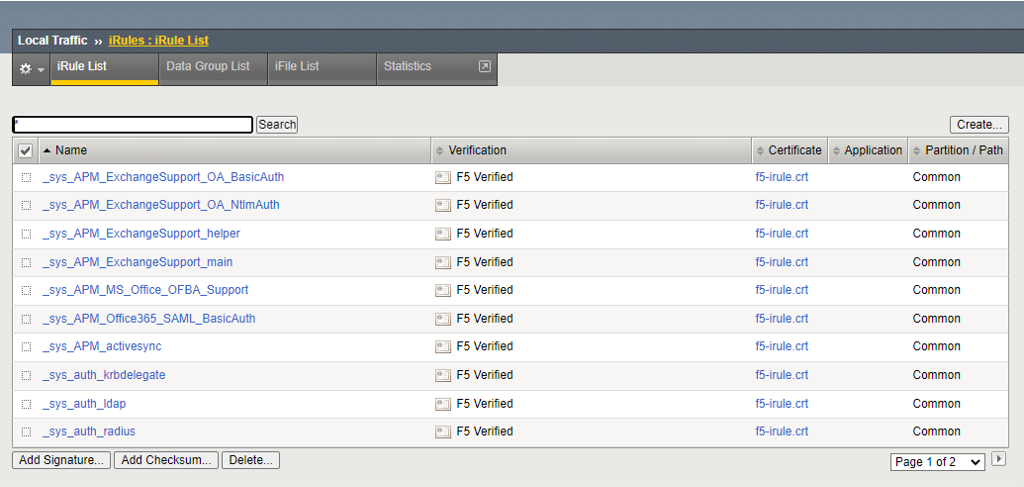 Local Traffic ›› iRules : iRule List
iRule List Data Group List iFile List Statistics
* Search Create...
Name Verification Certificate Application Partition / Path
_sys_APM_ExchangeSupport_OA_BasicAuth F5 Verified f5-irule.crt Common
_sys_APM_ExchangeSupport_OA_NtlmAuth F5 Verified f5-irule.crt Common
_sys_APM_ExchangeSupport_helper F5 Verified f5-irule.crt Common
_sys_APM_ExchangeSupport_main F5 Verified f5-irule.crt Common
_sys_APM_MS_Office_OFBA_Support F5 Verified f5-irule.crt Common
_sys_APM_Office365_SAML_BasicAuth F5 Verified f5-irule.crt Common
_sys_APM_activesync F5 Verified f5-irule.crt Common
_sys_auth_krbdelegate F5 Verified f5-irule.crt Common
_sys_auth_ldap F5 Verified f5-irule.crt Common
_sys_auth_radius F5 Verified f5-irule.crt Common
Add Signature... Add Checksum... Delete... Page 1 of 2